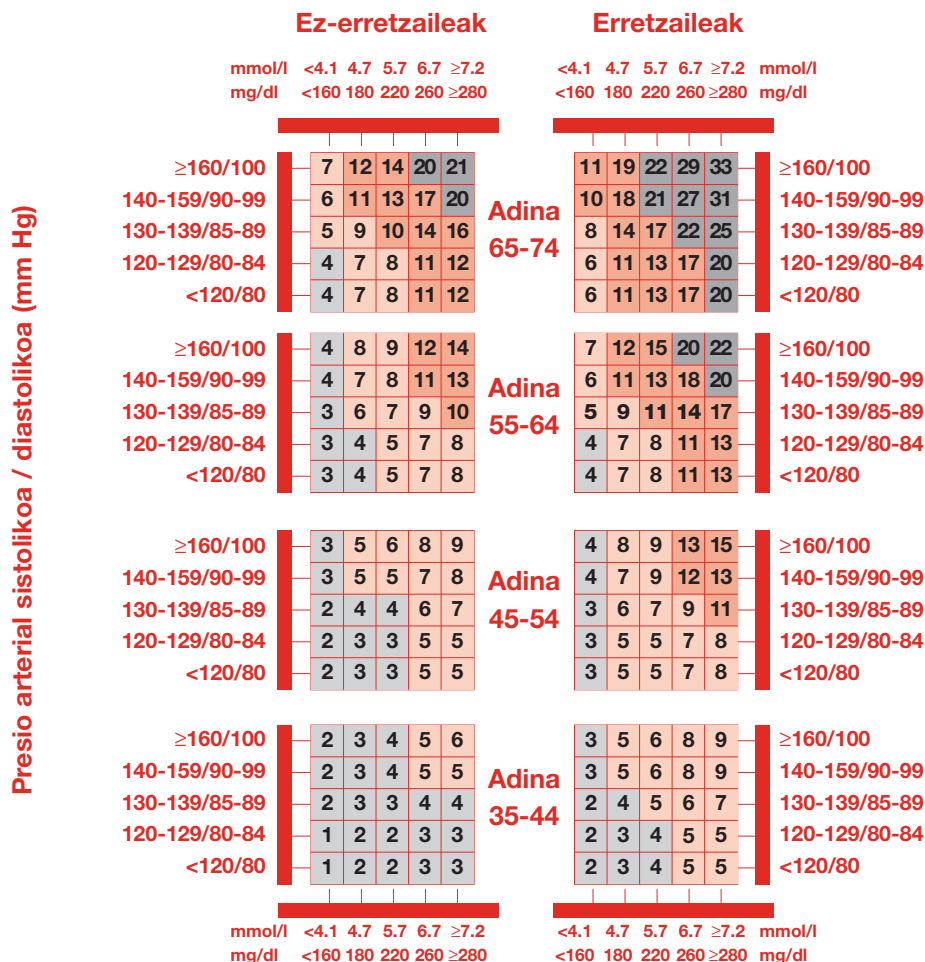 Ez-erretzaileak Erretzaileak
mmol/l <4.1 4.7 5.7 6.7 ≥7.2 <4.1 4.7 5.7 6.7 ≥7.2 mmol/l
mg/dl <160 180 220 260 ≥280 <160 180 220 260 ≥280 mg/dl
Presio arterial sistolikoa / diastolikoa (mm Hg)
≥160/100 7 12 14 20 21 11 19 22 29 33 ≥160/100
140-159/90-99 6 11 13 17 20 10 18 21 27 31 140-159/90-99
Adina
130-139/85-89 5 9 10 14 16 8 14 17 22 25 130-139/85-89
65-74
120-129/80-84 4 7 8 11 12 6 11 13 17 20 120-129/80-84
<120/80 4 7 8 11 12 6 11 13 17 20 <120/80
≥160/100 4 8 9 12 14 7 12 15 20 22 ≥160/100
140-159/90-99 4 7 8 11 13 6 11 13 18 20 140-159/90-99
Adina
130-139/85-89 3 6 7 9 10 5 9 11 14 17 130-139/85-89
55-64
120-129/80-84 3 4 5 7 8 4 7 8 11 13 120-129/80-84
<120/80 3 4 5 7 8 4 7 8 11 13 <120/80
≥160/100 3 5 6 8 9 4 8 9 13 15 ≥160/100
140-159/90-99 3 5 5 7 8 4 7 9 12 13 140-159/90-99
Adina
130-139/85-89 2 4 4 6 7 3 6 7 9 11 130-139/85-89
45-54
120-129/80-84 2 3 3 5 5 3 5 5 7 8 120-129/80-84
<120/80 2 3 3 5 5 3 5 5 7 8 <120/80
≥160/100 2 3 4 5 6 3 5 6 8 9 ≥160/100
140-159/90-99 2 3 4 5 5 3 5 6 8 9 140-159/90-99
Adina
130-139/85-89 2 3 3 4 4 2 4 5 6 7 130-139/85-89
35-44
120-129/80-84 1 2 2 3 3 2 3 4 5 5 120-129/80-84
<120/80 1 2 2 3 3 2 3 4 5 5 <120/80
mmol/l <4.1 4.7 5.7 6.7 ≥7.2 <4.1 4.7 5.7 6.7 ≥7.2 mmol/l
mg/dl <160 180 220 260 ≥280 <160 180 220 260 ≥280 mg/dl